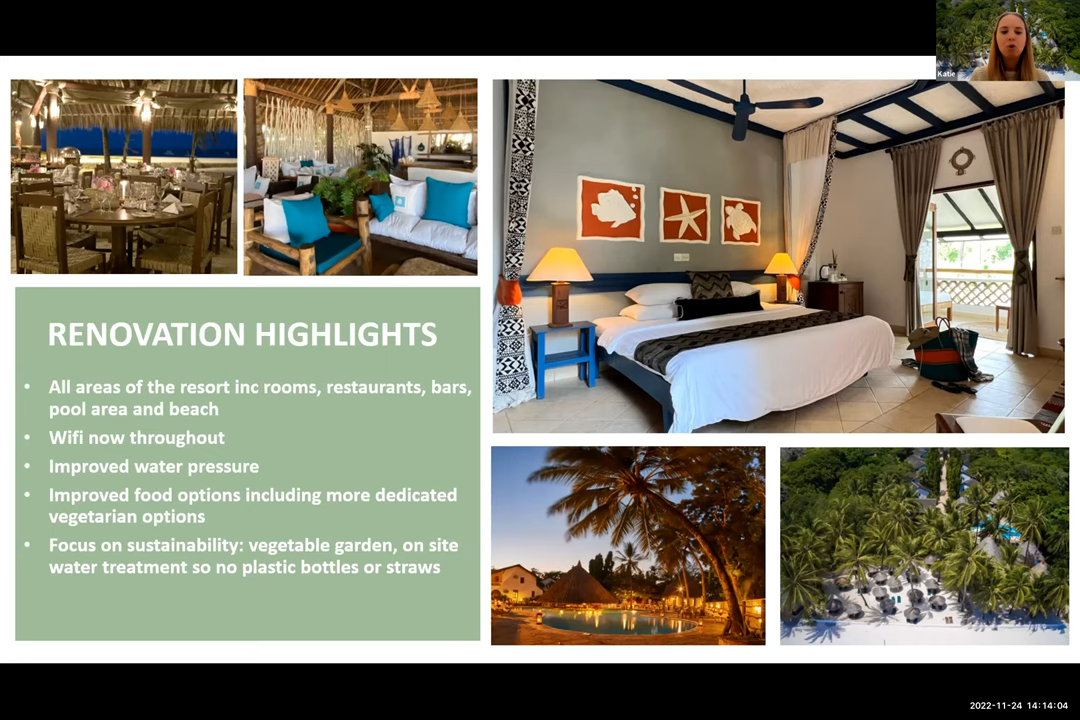 Katie
RENOVATION HIGHLIGHTS
• All areas of the resort inc rooms, restaurants, bars,
pool area and beach
• Wifi now throughout
• Improved water pressure
• Improved food options including more dedicated
vegetarian options
• Focus on sustainability: vegetable garden, on site
water treatment so no plastic bottles or straws
2022-11-24 14:14:04